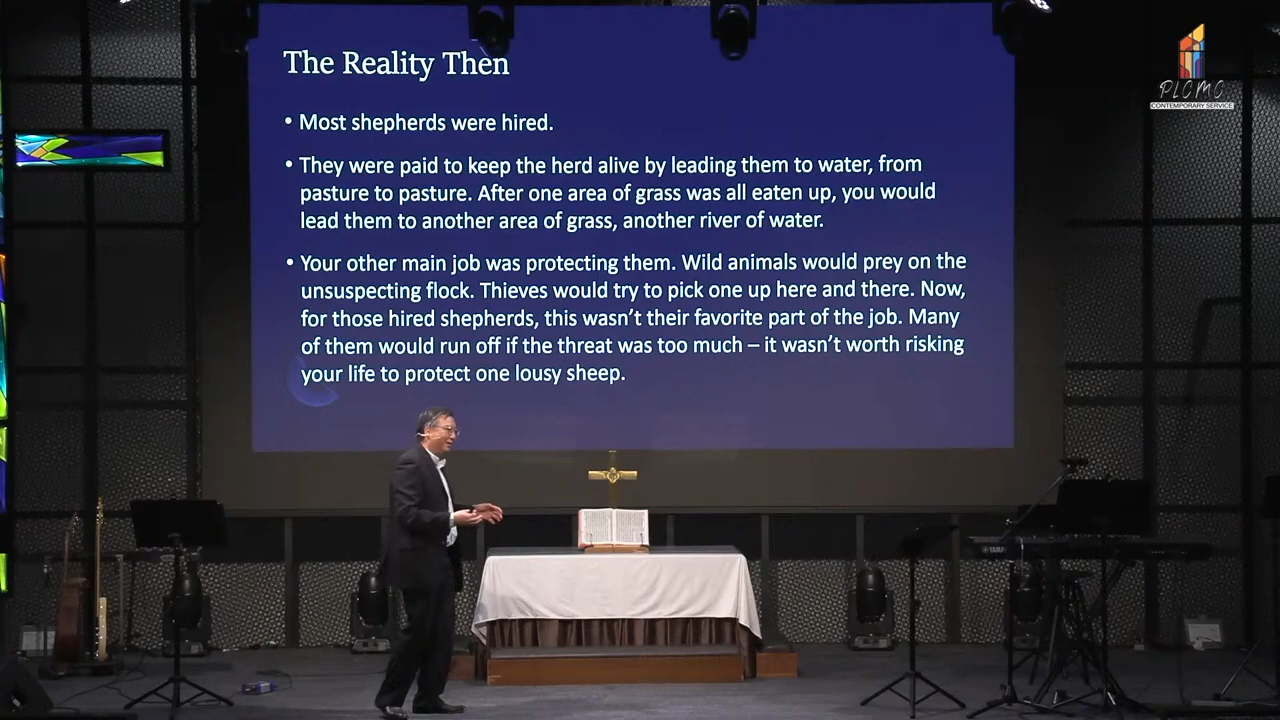 The Reality Then
PLCMC
CONTEMPORARY SERVICE
• Most shepherds were hired.
• They were paid to keep the herd alive by leading them to water, from
pasture to pasture. After one area of grass was all eaten up, you would
lead them to another area of grass, another river of water.
• Your other main job was protecting them. Wild animals would prey on the
unsuspecting flock. Thieves would try to pick one up here and there. Now,
for those hired shepherds, this wasn't their favorite part of the job. Many
of them would run off if the threat was too much – it wasn't worth risking
your life to protect one lousy sheep.